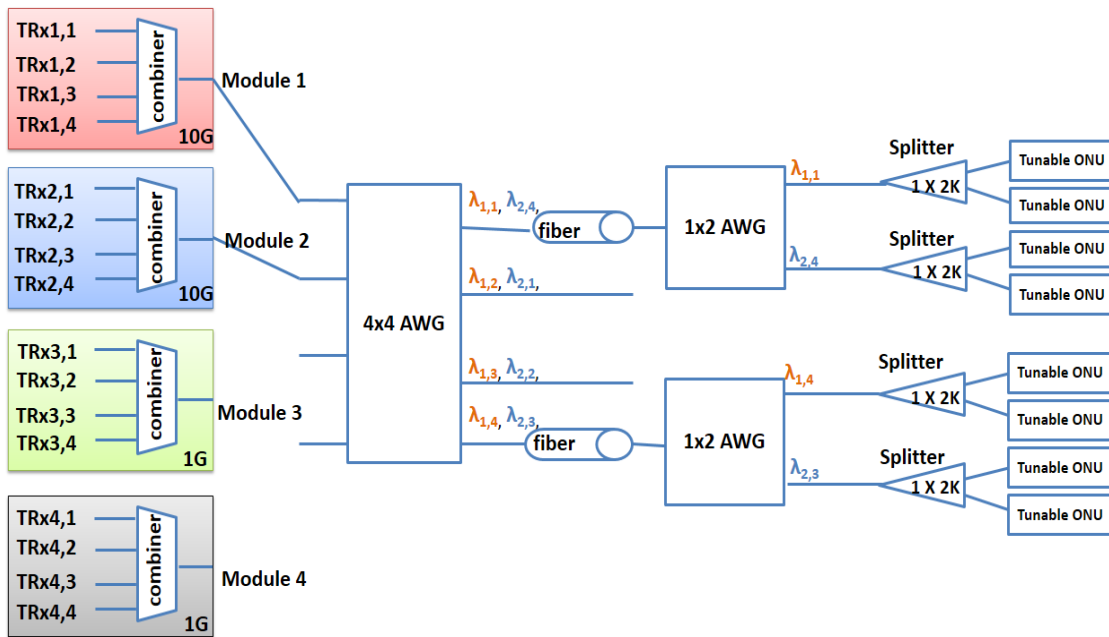 TRx1,1
TRx1,2
TRx1,3
TRx1,4
combiner
10G
Module 1
TRx2,1
TRx2,2
TRx2,3
TRx2,4
combiner
10G
Module 2
TRx3,1
TRx3,2
TRx3,3
TRx3,4
combiner
1G
Module 3
TRx4,1
TRx4,2
TRx4,3
TRx4,4
combiner
1G
Module 4
4x4 AWG
λ1,1, λ2,4,
fiber
λ1,2, λ2,1,
λ1,3, λ2,2,
λ1,4, λ2,3,
fiber
1x2 AWG
λ1,1
λ2,4
1x2 AWG
λ1,4
λ2,3
Splitter
1 X 2K
Splitter
1 X 2K
Splitter
1 X 2K
Splitter
1 X 2K
Tunable ONU
Tunable ONU
Tunable ONU
Tunable ONU
Tunable ONU
Tunable ONU
Tunable ONU
Tunable ONU